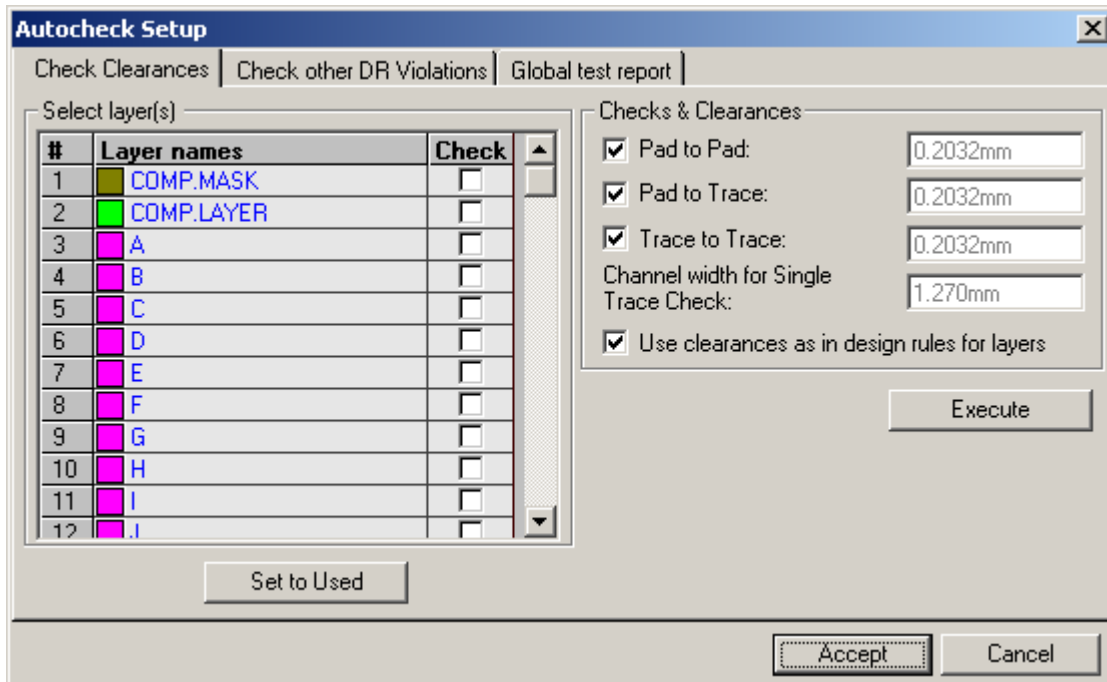 Autocheck Setup
Check Clearances Check other DR Violations Global test report
Select layer(s)
# Layer names Check
1 COMP.MASK
2 COMP.LAYER
3 A
4 B
5 C
6 D
7 E
8 F
9 G
10 H
11 I
12 J
Set to Used
Checks & Clearances
Pad to Pad: 0.2032mm
Pad to Trace: 0.2032mm
Trace to Trace: 0.2032mm
Channel width for Single
Trace Check: 1.270mm
Use clearances as in design rules for layers
Execute
Accept Cancel